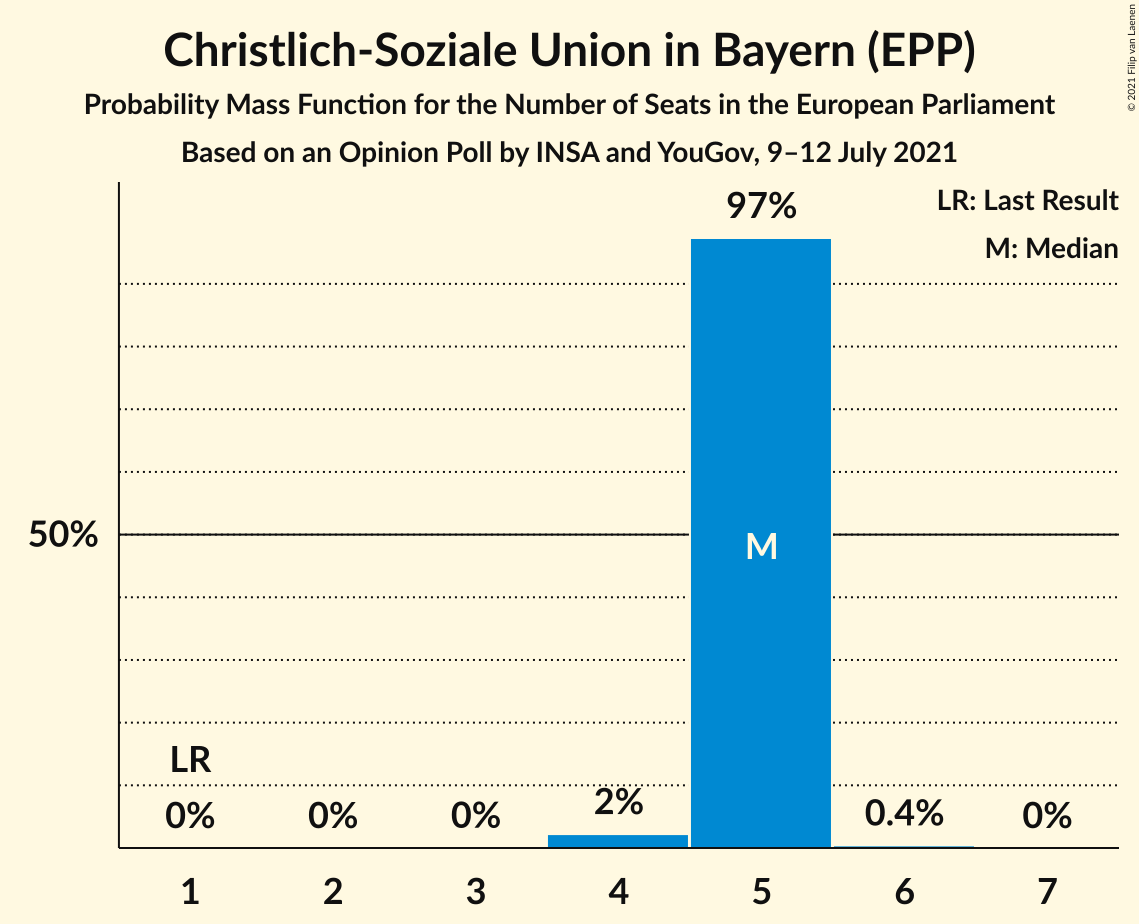 Christlich-Soziale Union in Bayern (EPP)
Probability Mass Function for the Number of Seats in the European Parliament
Based on an Opinion Poll by INSA and YouGov, 9–12 July 2021
© 2021 Filip van Laenen
LR: Last Result
M: Median
97%
50%
M
LR
0%
0%
0%
2%
0.4%
0%
1
2
3
4
5
6
7